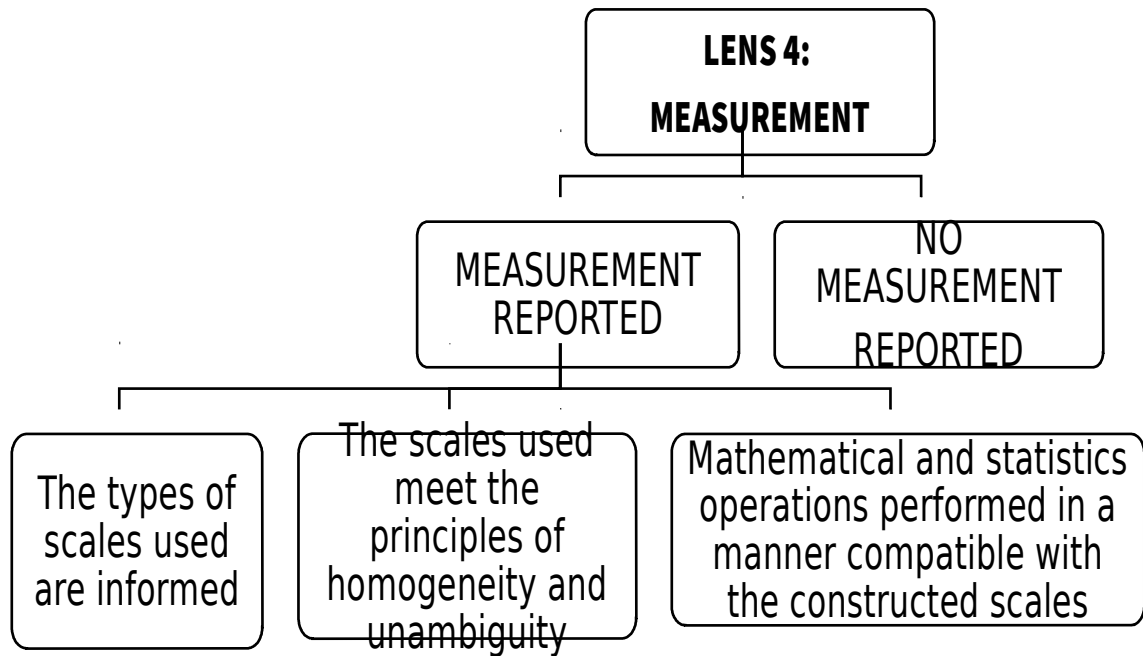 LENS 4:
MEASUREMENT
MEASUREMENT
REPORTED
NO
MEASUREMENT
REPORTED
The types of
scales used
are informed
The scales used
meet the
principles of
homogeneity and
unambiguity
Mathematical and statistics
operations performed in a
manner compatible with
the constructed scales